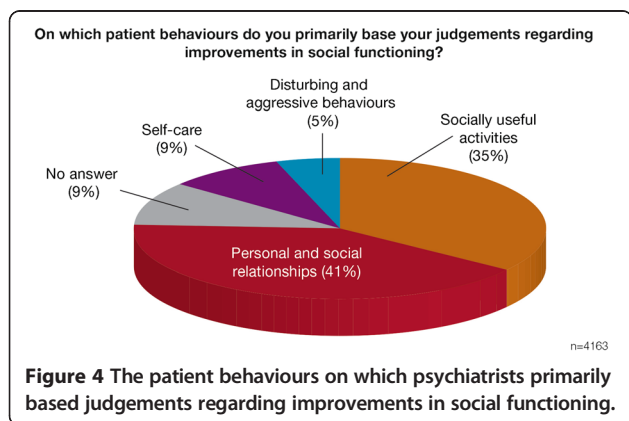 On which patient behaviours do you primarily base your judgements regarding
improvements in social functioning?
Disturbing and
aggressive behaviours
(5%)
Socially useful
activities
(35%)
Self-care
(9%)
No answer
(9%)
Personal and social
relationships (41%)
n=4163
Figure 4 The patient behaviours on which psychiatrists primarily
based judgements regarding improvements in social functioning.